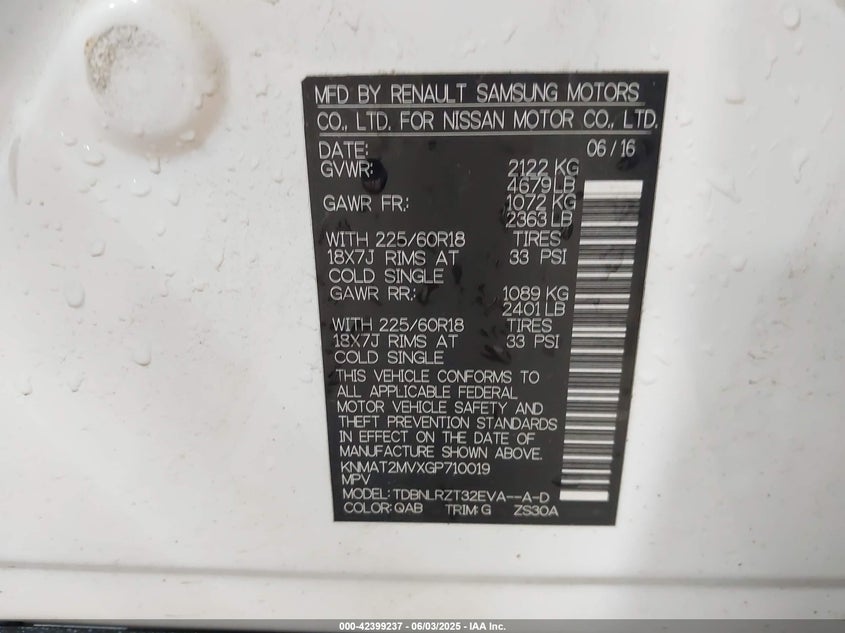 MFD BY RENAULT SAMSUNG MOTORS
CO., LTD. FOR NISSAN MOTOR CO., LTD.
DATE: 06 / 16
GVWR: 2122 KG
4679 LB
GAWR FR.: 1072 KG
2363 LB
WITH 225/60R18 TIRES
18X7J RIMS AT 33 PSI
COLD SINGLE
GAWR RR.: 1089 KG
2401 LB
WITH 225/60R18 TIRES
18X7J RIMS AT 33 PSI
COLD SINGLE
THIS VEHICLE CONFORMS TO
ALL APPLICABLE FEDERAL
MOTOR VEHICLE SAFETY AND
THEFT PREVENTION STANDARDS
IN EFFECT ON THE DATE OF
MANUFACTURE SHOWN ABOVE.
KNMAT2MVXGP710019
MPV
MODEL: TDBNLRZT32EVA--A-D
COLOR: QAB TRIM: G ZS30A
000-42399237 - 06/03/2025 - IAA Inc.